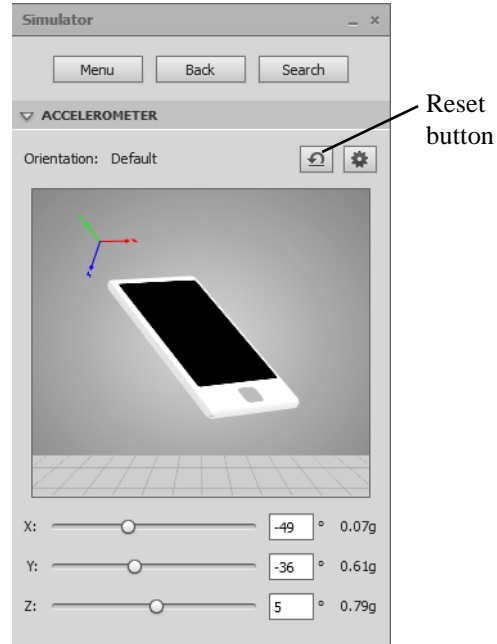 Simulator
Menu Back Search
ACCELEROMETER
Reset
button
Orientation: Default
X: -49 ° 0.07g
Y: -36 ° 0.61g
Z: 5 ° 0.79g